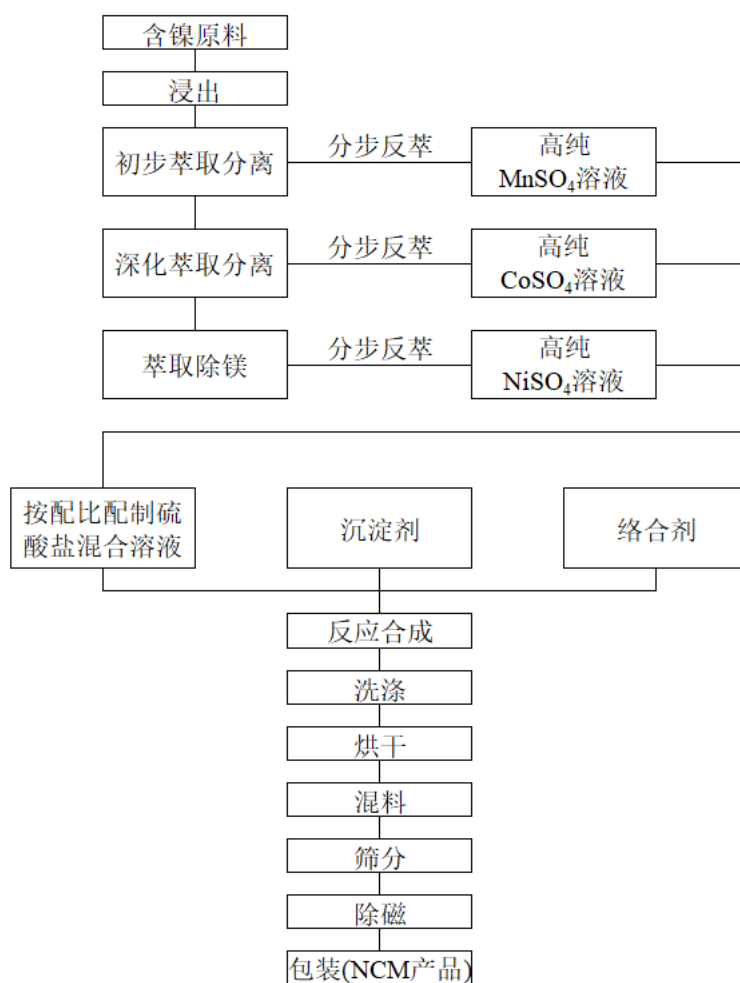 含镍原料
浸出
初步萃取分离
分步反萃
高纯
MnSO₄溶液
深化萃取分离
分步反萃
高纯
CoSO₄溶液
萃取除镁
分步反萃
高纯
NiSO₄溶液
按配比配制硫
酸盐混合溶液
沉淀剂
络合剂
反应合成
洗涤
烘干
混料
筛分
除磁
包装(NCM产品)